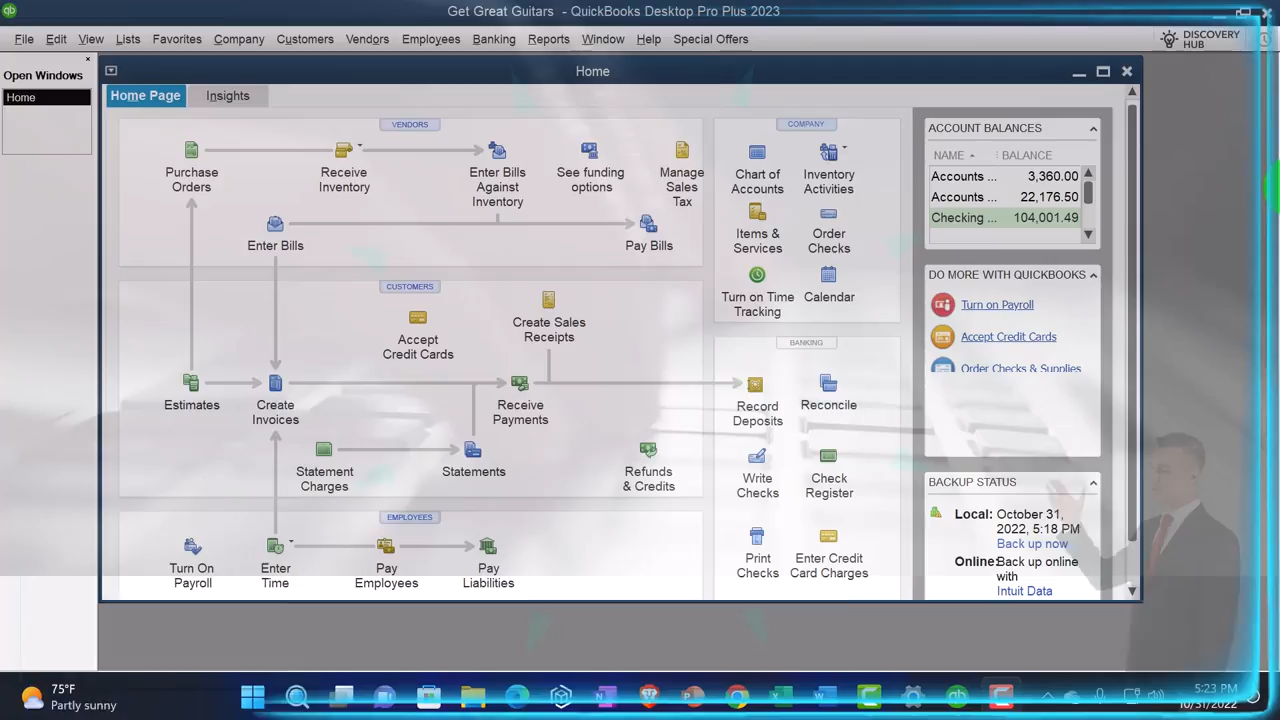 Get Great Guitars - QuickBooks Desktop Pro Plus 2023
File Edit View Lists Favorites Company Customers Vendors Employees Banking Reports Window Help Special Offers
DISCOVERY
HUB
Open Windows
Home
Home
Home Page
Insights
VENDORS
Purchase
Orders
Receive
Inventory
Enter Bills
Against
Inventory
See funding
options
Manage
Sales
Tax
Enter Bills
Pay Bills
CUSTOMERS
Accept
Credit Cards
Create Sales
Receipts
Estimates
Create
Invoices
Receive
Payments
Statement
Charges
Statements
Refunds
& Credits
EMPLOYEES
Turn On
Payroll
Enter
Time
Pay
Employees
Pay
Liabilities
COMPANY
Chart of
Accounts
Inventory
Activities
Items &
Services
Order
Checks
Turn on Time
Tracking
Calendar
BANKING
Record
Deposits
Reconcile
Write
Checks
Check
Register
Print
Checks
Enter Credit
Card Charges
ACCOUNT BALANCES
NAME BALANCE
Accounts ... 3,360.00
Accounts ... 22,176.50
Checking ... 104,001.49
DO MORE WITH QUICKBOOKS
Turn on Payroll
Accept Credit Cards
Order Checks & Supplies
BACKUP STATUS
Local: October 31,
2022, 5:18 PM
Back up now
Online: Back up online
with
Intuit Data
75°F
Partly sunny
5:23 PM
10/31/2022